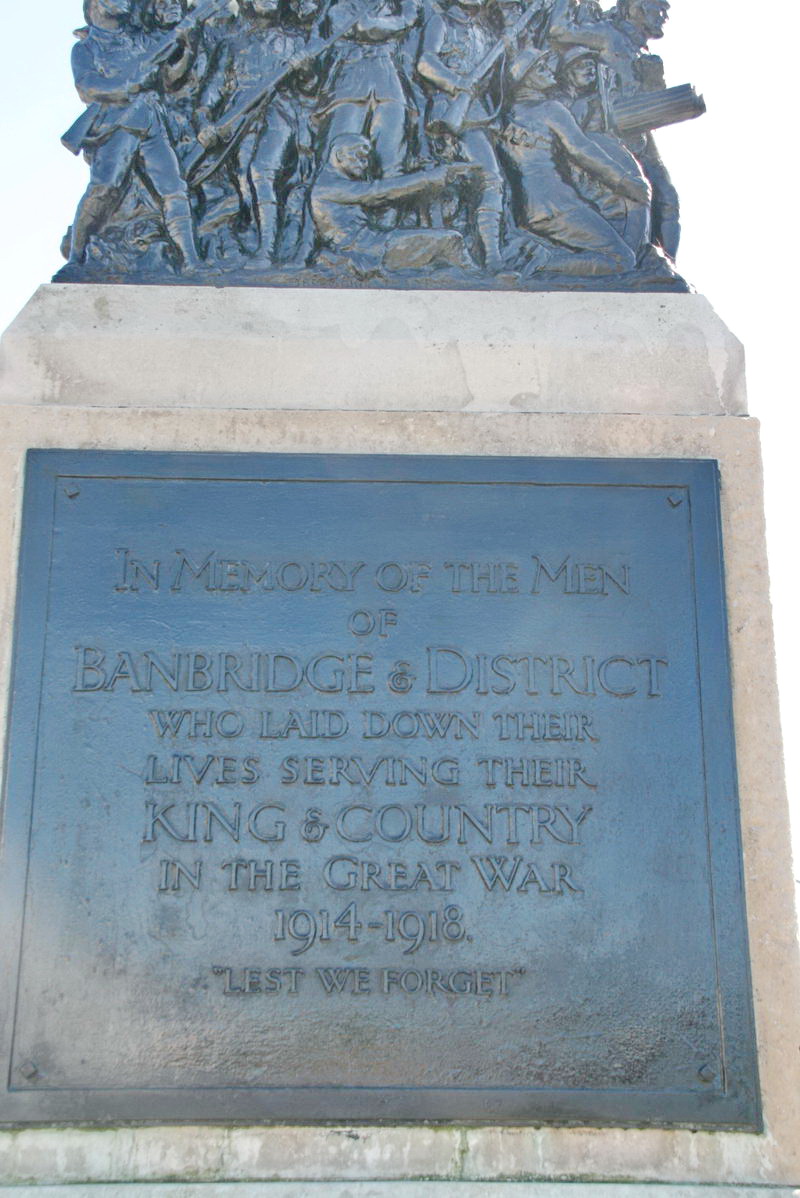 IN MEMORY OF THE MEN
OF
BANBRIDGE & DISTRICT
WHO LAID DOWN THEIR
LIVES SERVING THEIR
KING & COUNTRY
IN THE GREAT WAR
1914-1918.
"LEST WE FORGET"